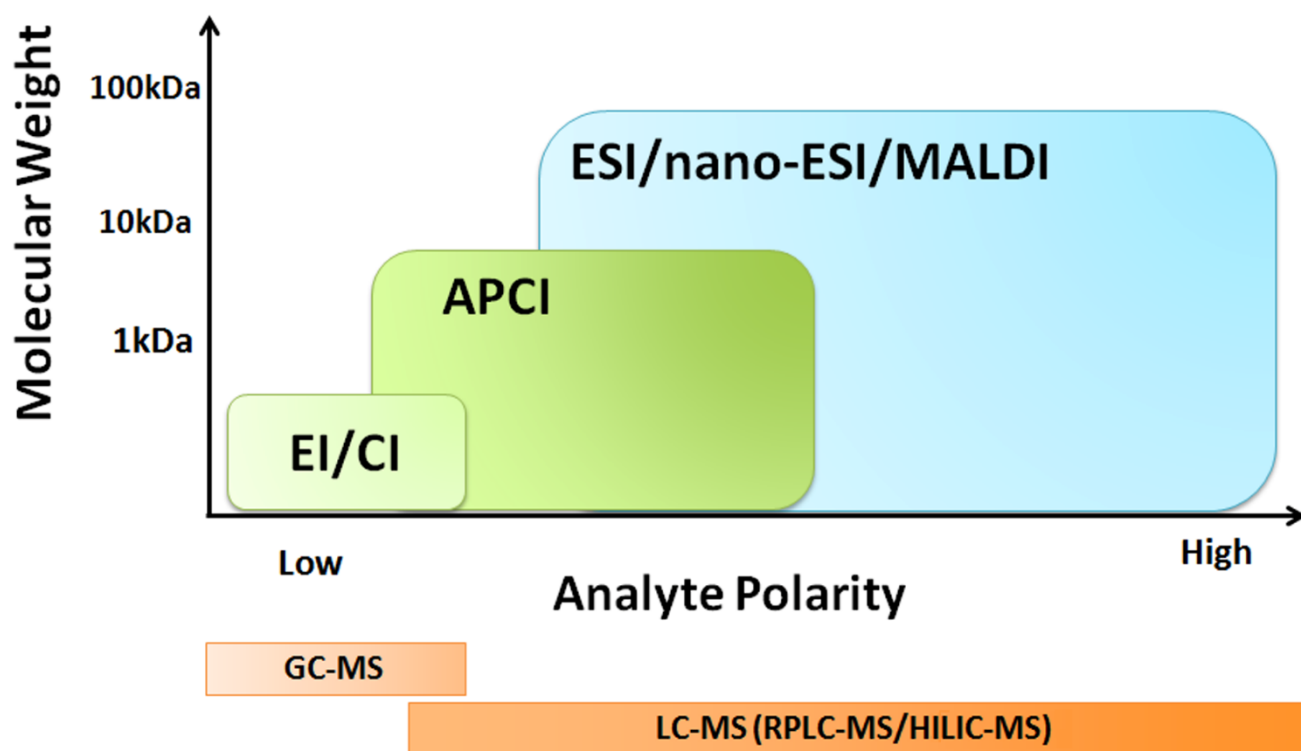 Molecular Weight
100kDa
10kDa
1kDa
ESI/nano-ESI/MALDI
APCI
EI/CI
Low
High
Analyte Polarity
GC-MS
LC-MS (RPLC-MS/HILIC-MS)